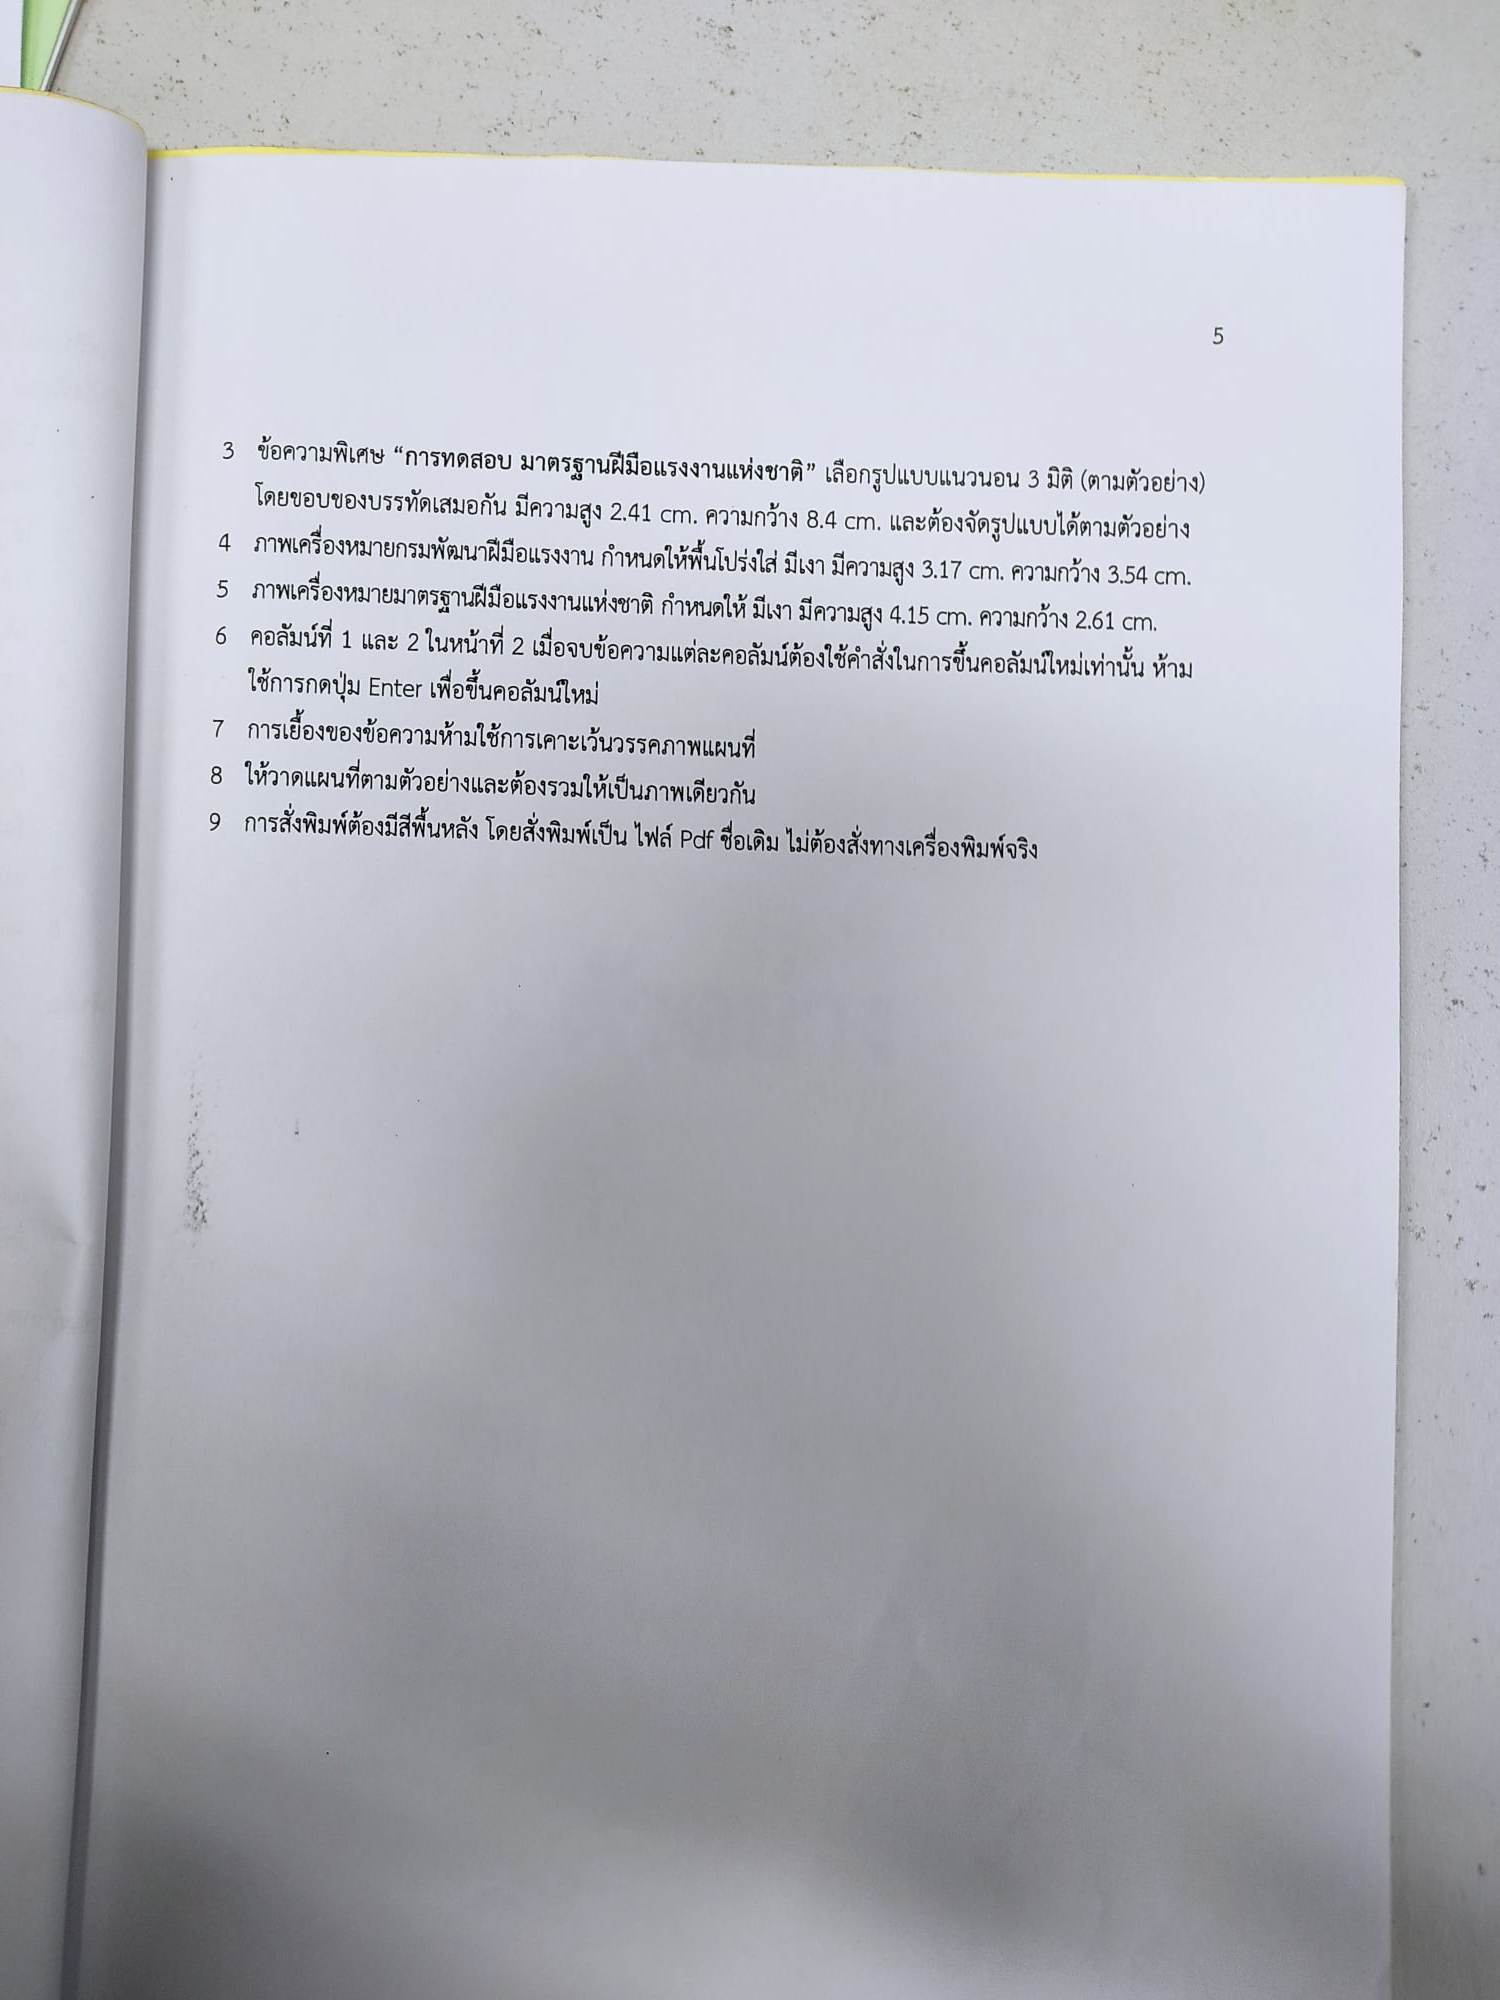 5
3 ข้อความพิเศษ “การทดสอบ มาตรฐานฝีมือแรงงานแห่งชาติ” เลือกรูปแบบแนวนอน 3 มิติ (ตามตัวอย่าง)
โดยขอบของบรรทัดเสมอกัน มีความสูง 2.41 cm. ความกว้าง 8.4 cm. และต้องจัดรูปแบบได้ตามตัวอย่าง
4 ภาพเครื่องหมายกรมพัฒนาฝีมือแรงงาน กำหนดให้พื้นโปร่งใส่ มีเงา มีความสูง 3.17 cm. ความกว้าง 3.54 cm.
5 ภาพเครื่องหมายมาตรฐานฝีมือแรงงานแห่งชาติ กำหนดให้ มีเงา มีความสูง 4.15 cm. ความกว้าง 2.61 cm.
6 คอลัมน์ที่ 1 และ 2 ในหน้าที่ 2 เมื่อจบข้อความแต่ละคอลัมน์ต้องใช้คำสั่งในการขึ้นคอลัมน์ใหม่เท่านั้น ห้าม
ใช้การกดปุ่ม Enter เพื่อขึ้นคอลัมน์ใหม่
7 การเยื้องของข้อความห้ามใช้การเคาะเว้นวรรคภาพแผนที่
8 ให้วาดแผนที่ตามตัวอย่างและต้องรวมให้เป็นภาพเดียวกัน
9 การสั่งพิมพ์ต้องมีสีพื้นหลัง โดยสั่งพิมพ์เป็น ไฟล์ Pdf ชื่อเดิม ไม่ต้องสั่งทางเครื่องพิมพ์จริง